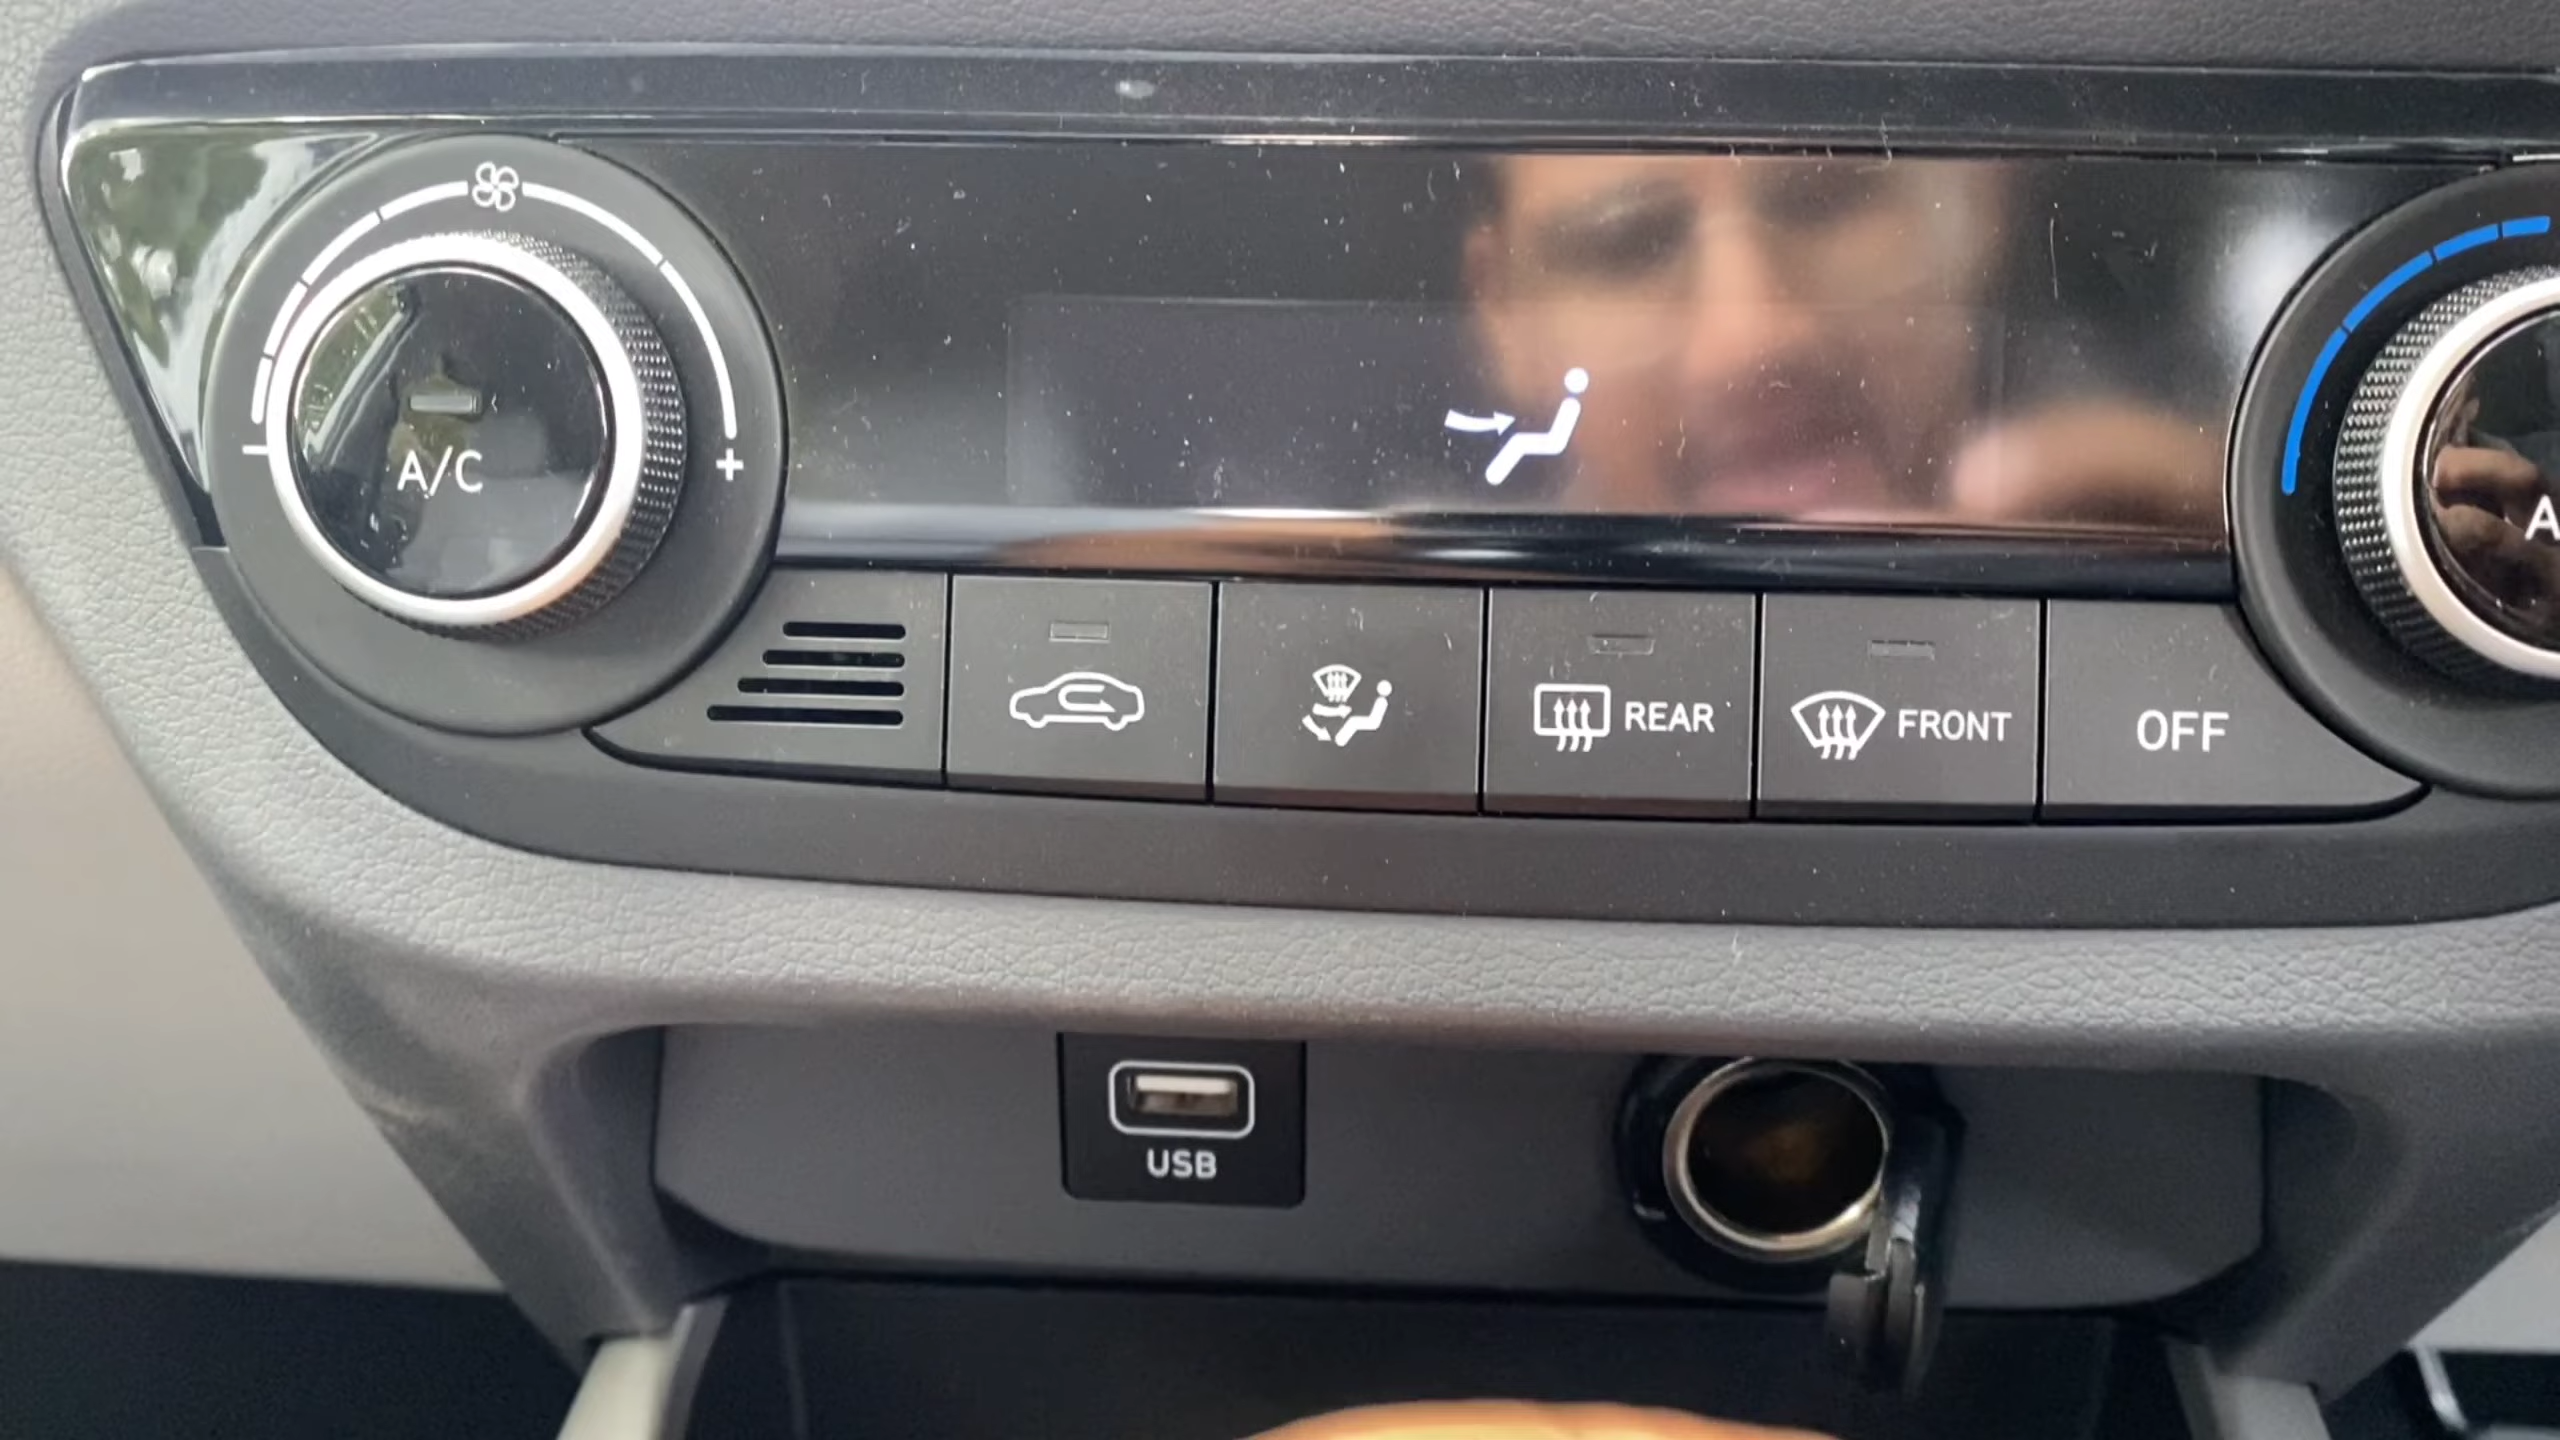 A/C
+
REAR
FRONT
OFF
USB